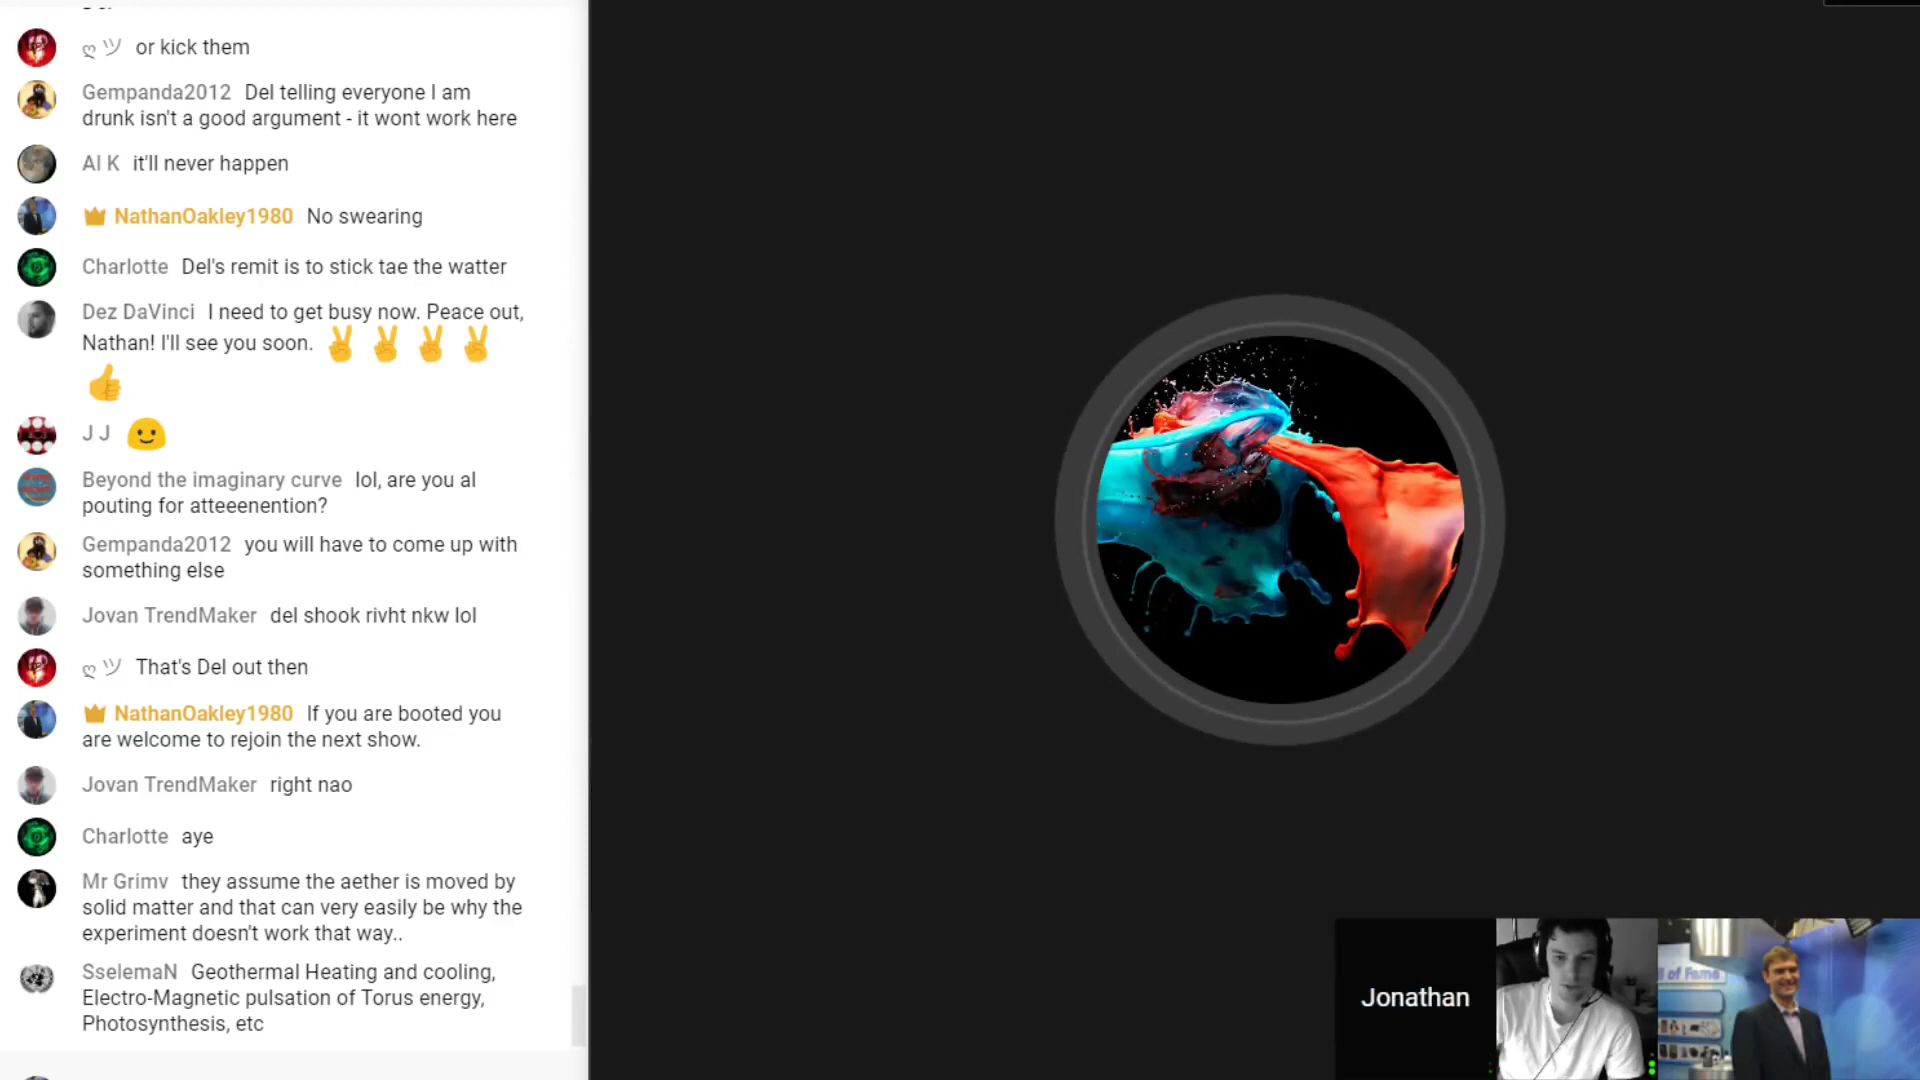 ღ ツ or kick them
Gempanda2012 Del telling everyone I am
drunk isn't a good argument - it wont work here
Al K it'll never happen
NathanOakley1980 No swearing
Charlotte Del's remit is to stick tae the watter
Dez DaVinci I need to get busy now. Peace out,
Nathan! I'll see you soon. ✌✌✌✌
👍
J J 🙂
Beyond the imaginary curve lol, are you al
pouting for atteeenention?
Gempanda2012 you will have to come up with
something else
Jovan TrendMaker del shook rivht nkw lol
ღ ツ That's Del out then
NathanOakley1980 If you are booted you
are welcome to rejoin the next show.
Jovan TrendMaker right nao
Charlotte aye
Mr Grimv they assume the aether is moved by
solid matter and that can very easily be why the
experiment doesn't work that way..
SselemaN Geothermal Heating and cooling,
Electro-Magnetic pulsation of Torus energy,
Photosynthesis, etc
Jonathan
of Fame